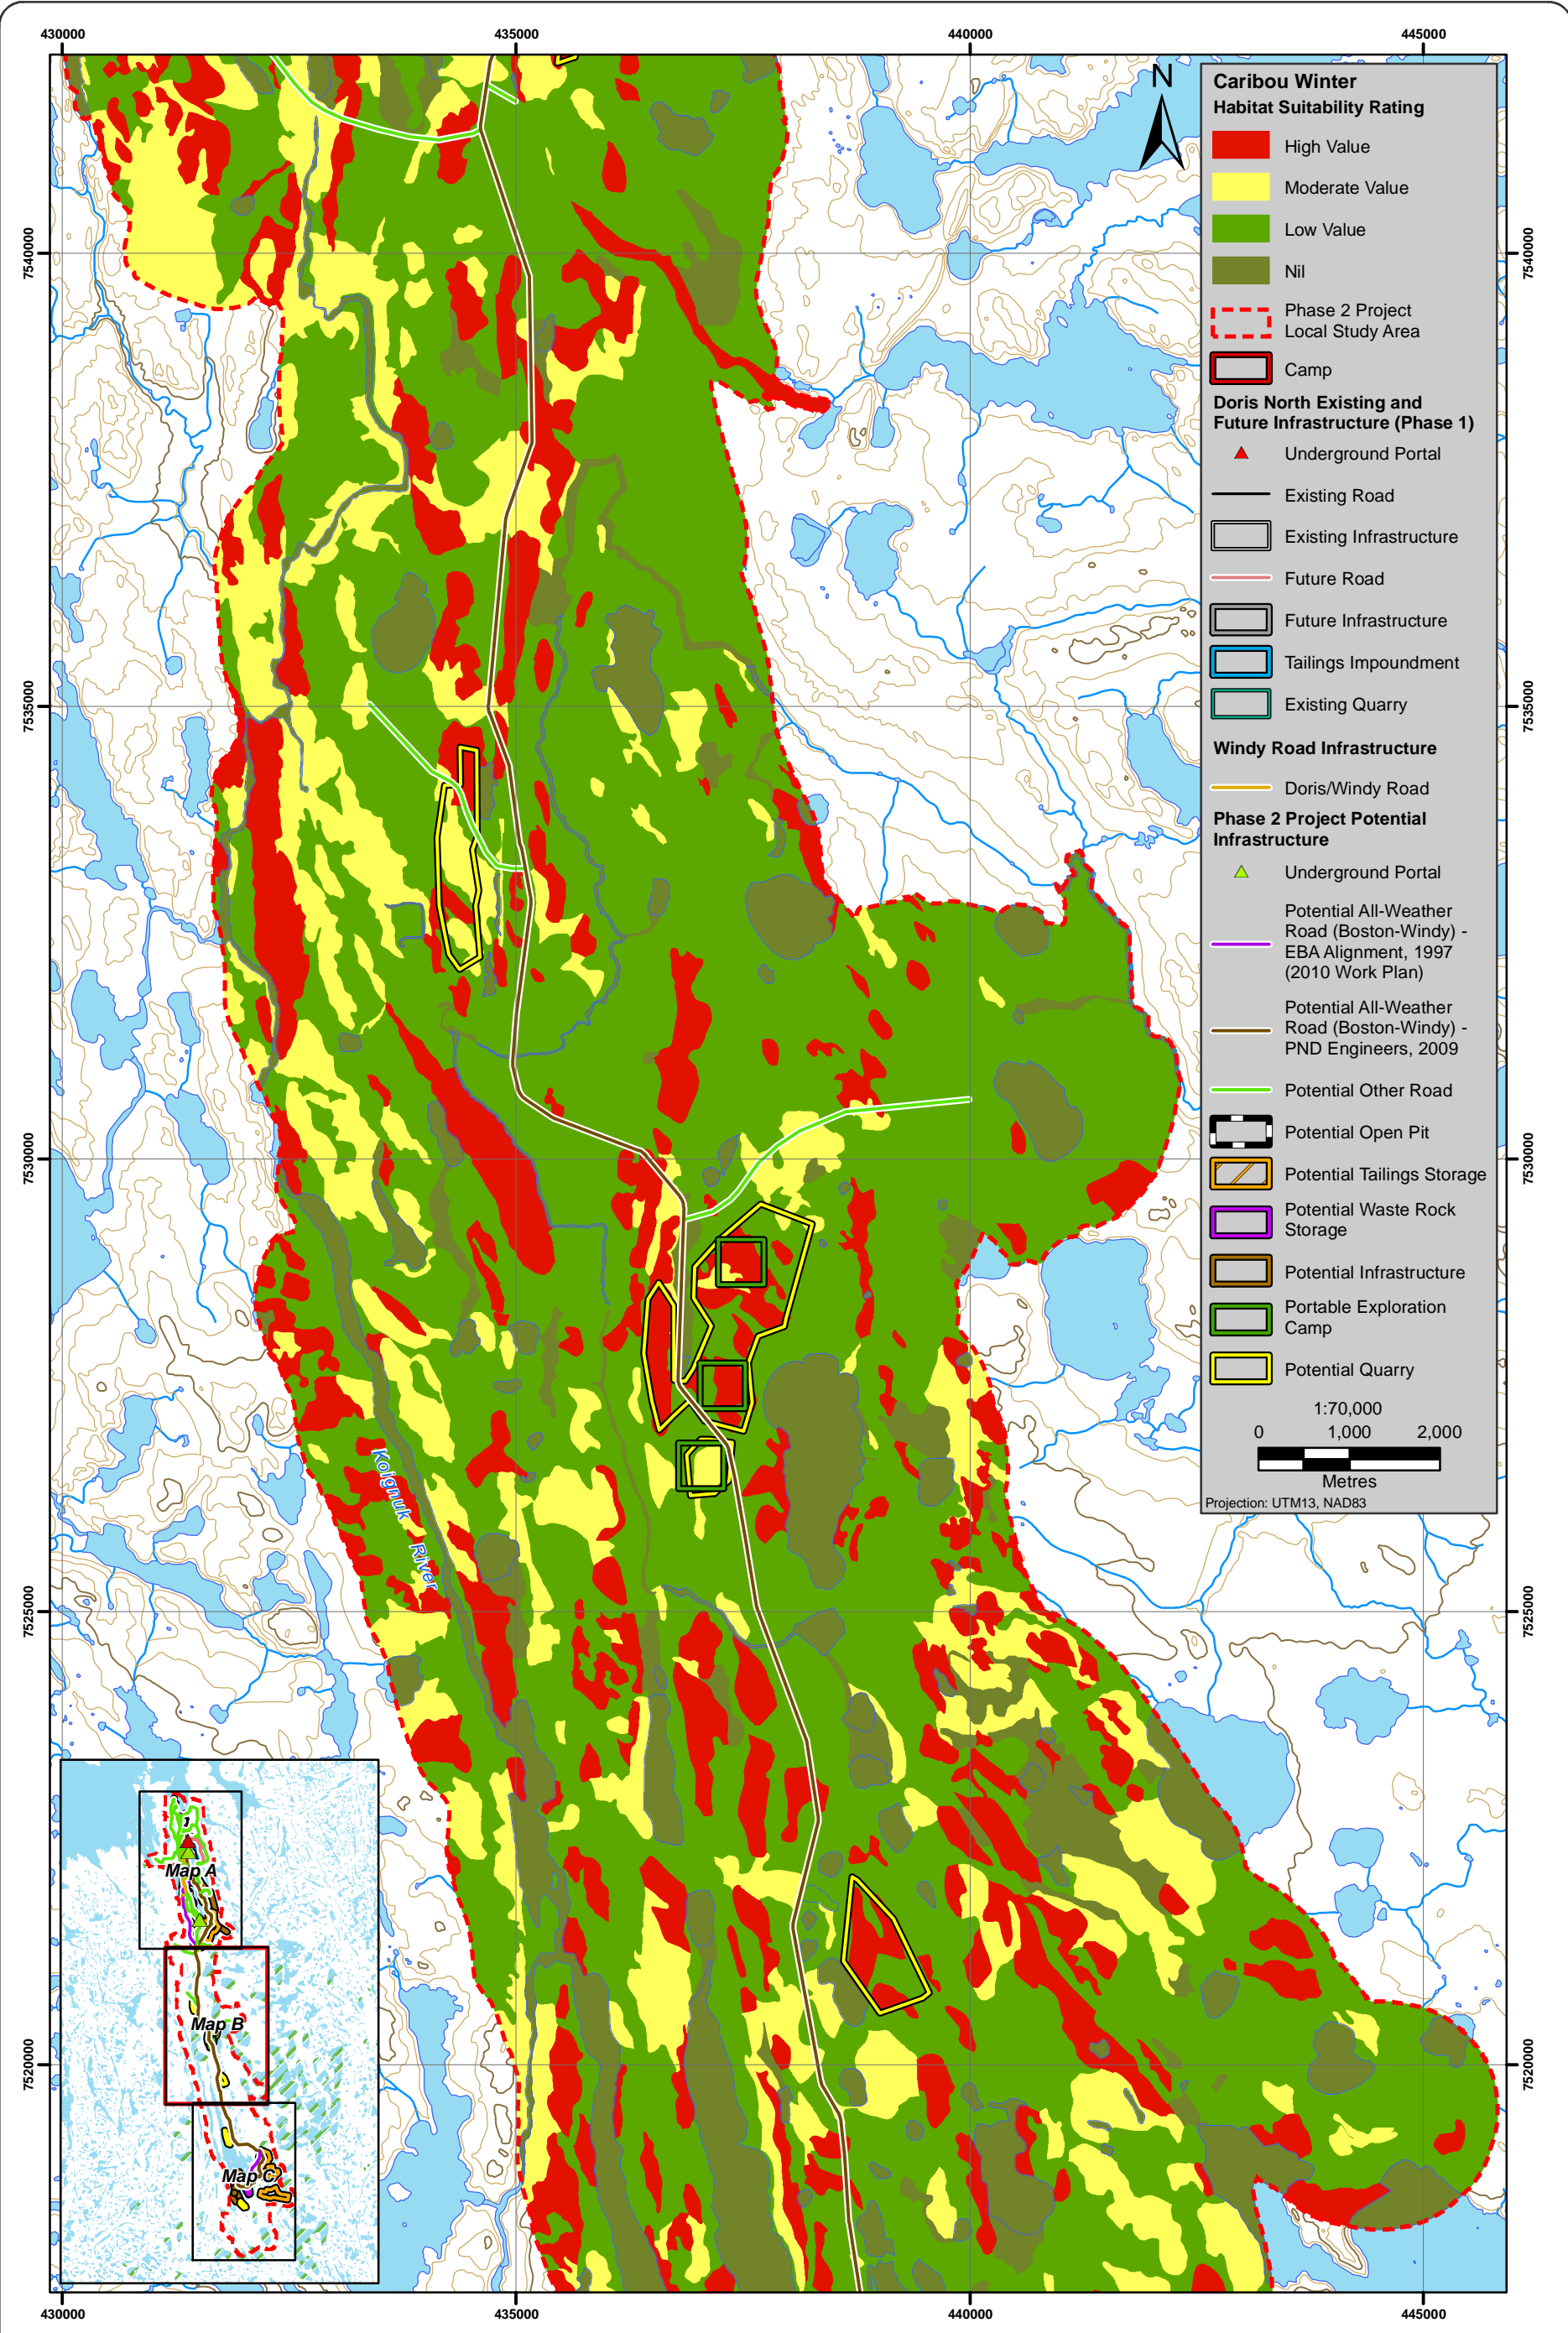 430000 435000 440000 445000
N
Caribou Winter
Habitat Suitability Rating
High Value
Moderate Value
Low Value
Nil
Phase 2 Project
Local Study Area
Camp
Doris North Existing and
Future Infrastructure (Phase 1)
Underground Portal
Existing Road
Existing Infrastructure
Future Road
Future Infrastructure
Tailings Impoundment
Existing Quarry
Windy Road Infrastructure
Doris/Windy Road
Phase 2 Project Potential
Infrastructure
Underground Portal
Potential All-Weather
Road (Boston-Windy) -
EBA Alignment, 1997
(2010 Work Plan)
Potential All-Weather
Road (Boston-Windy) -
PND Engineers, 2009
Potential Other Road
Potential Open Pit
Potential Tailings Storage
Potential Waste Rock
Storage
Potential Infrastructure
Portable Exploration
Camp
Potential Quarry
1:70,000
0 1,000 2,000
Metres
Projection: UTM13, NAD83
7540000 7540000
7535000 7535000
7530000 7530000
Koignuk River
7525000 7525000
7520000 7520000
Map A
Map B
Map C
430000 435000 440000 445000